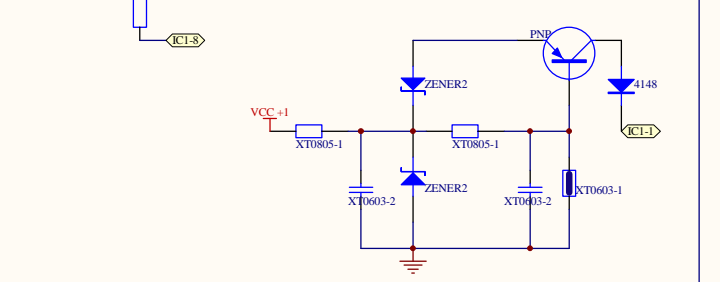 IC1-8
PNP
ZENER2
4148
VCC +1
IC1-1
XT0805-1
XT0805-1
ZENER2
XT0603-1
XT0603-2
XT0603-2